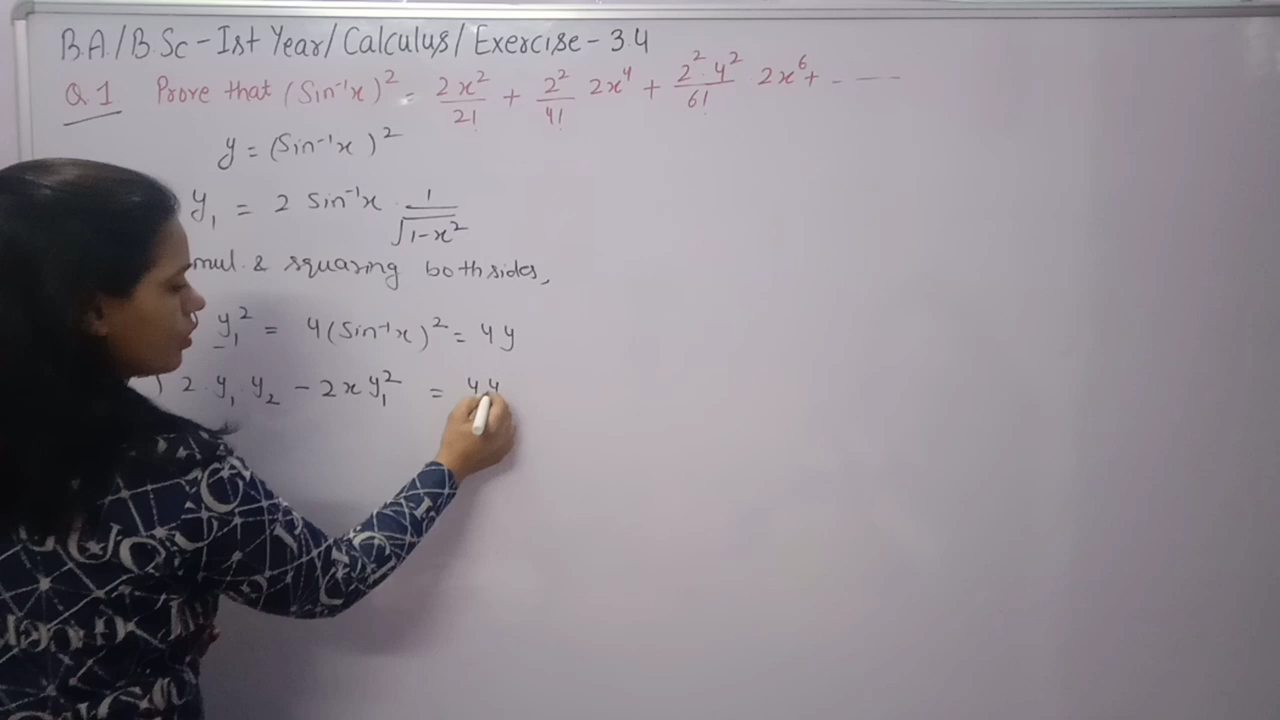 B.A./B.Sc - Ist Year/Calculus/Exercise - 3.4
Q.1 Prove that (Sin⁻¹x)² = 2x²/2! + 2²/4! 2x⁴ + 2²·4²/6! 2x⁶ + - ---
y = (Sin⁻¹x)²
y₁ = 2 Sin⁻¹x · 1/√(1-x²)
mul. & squaring both sides,
y₁² = 4(Sin⁻¹x)² = 4y
) 2·y₁·y₂ - 2xy₁² = 4y